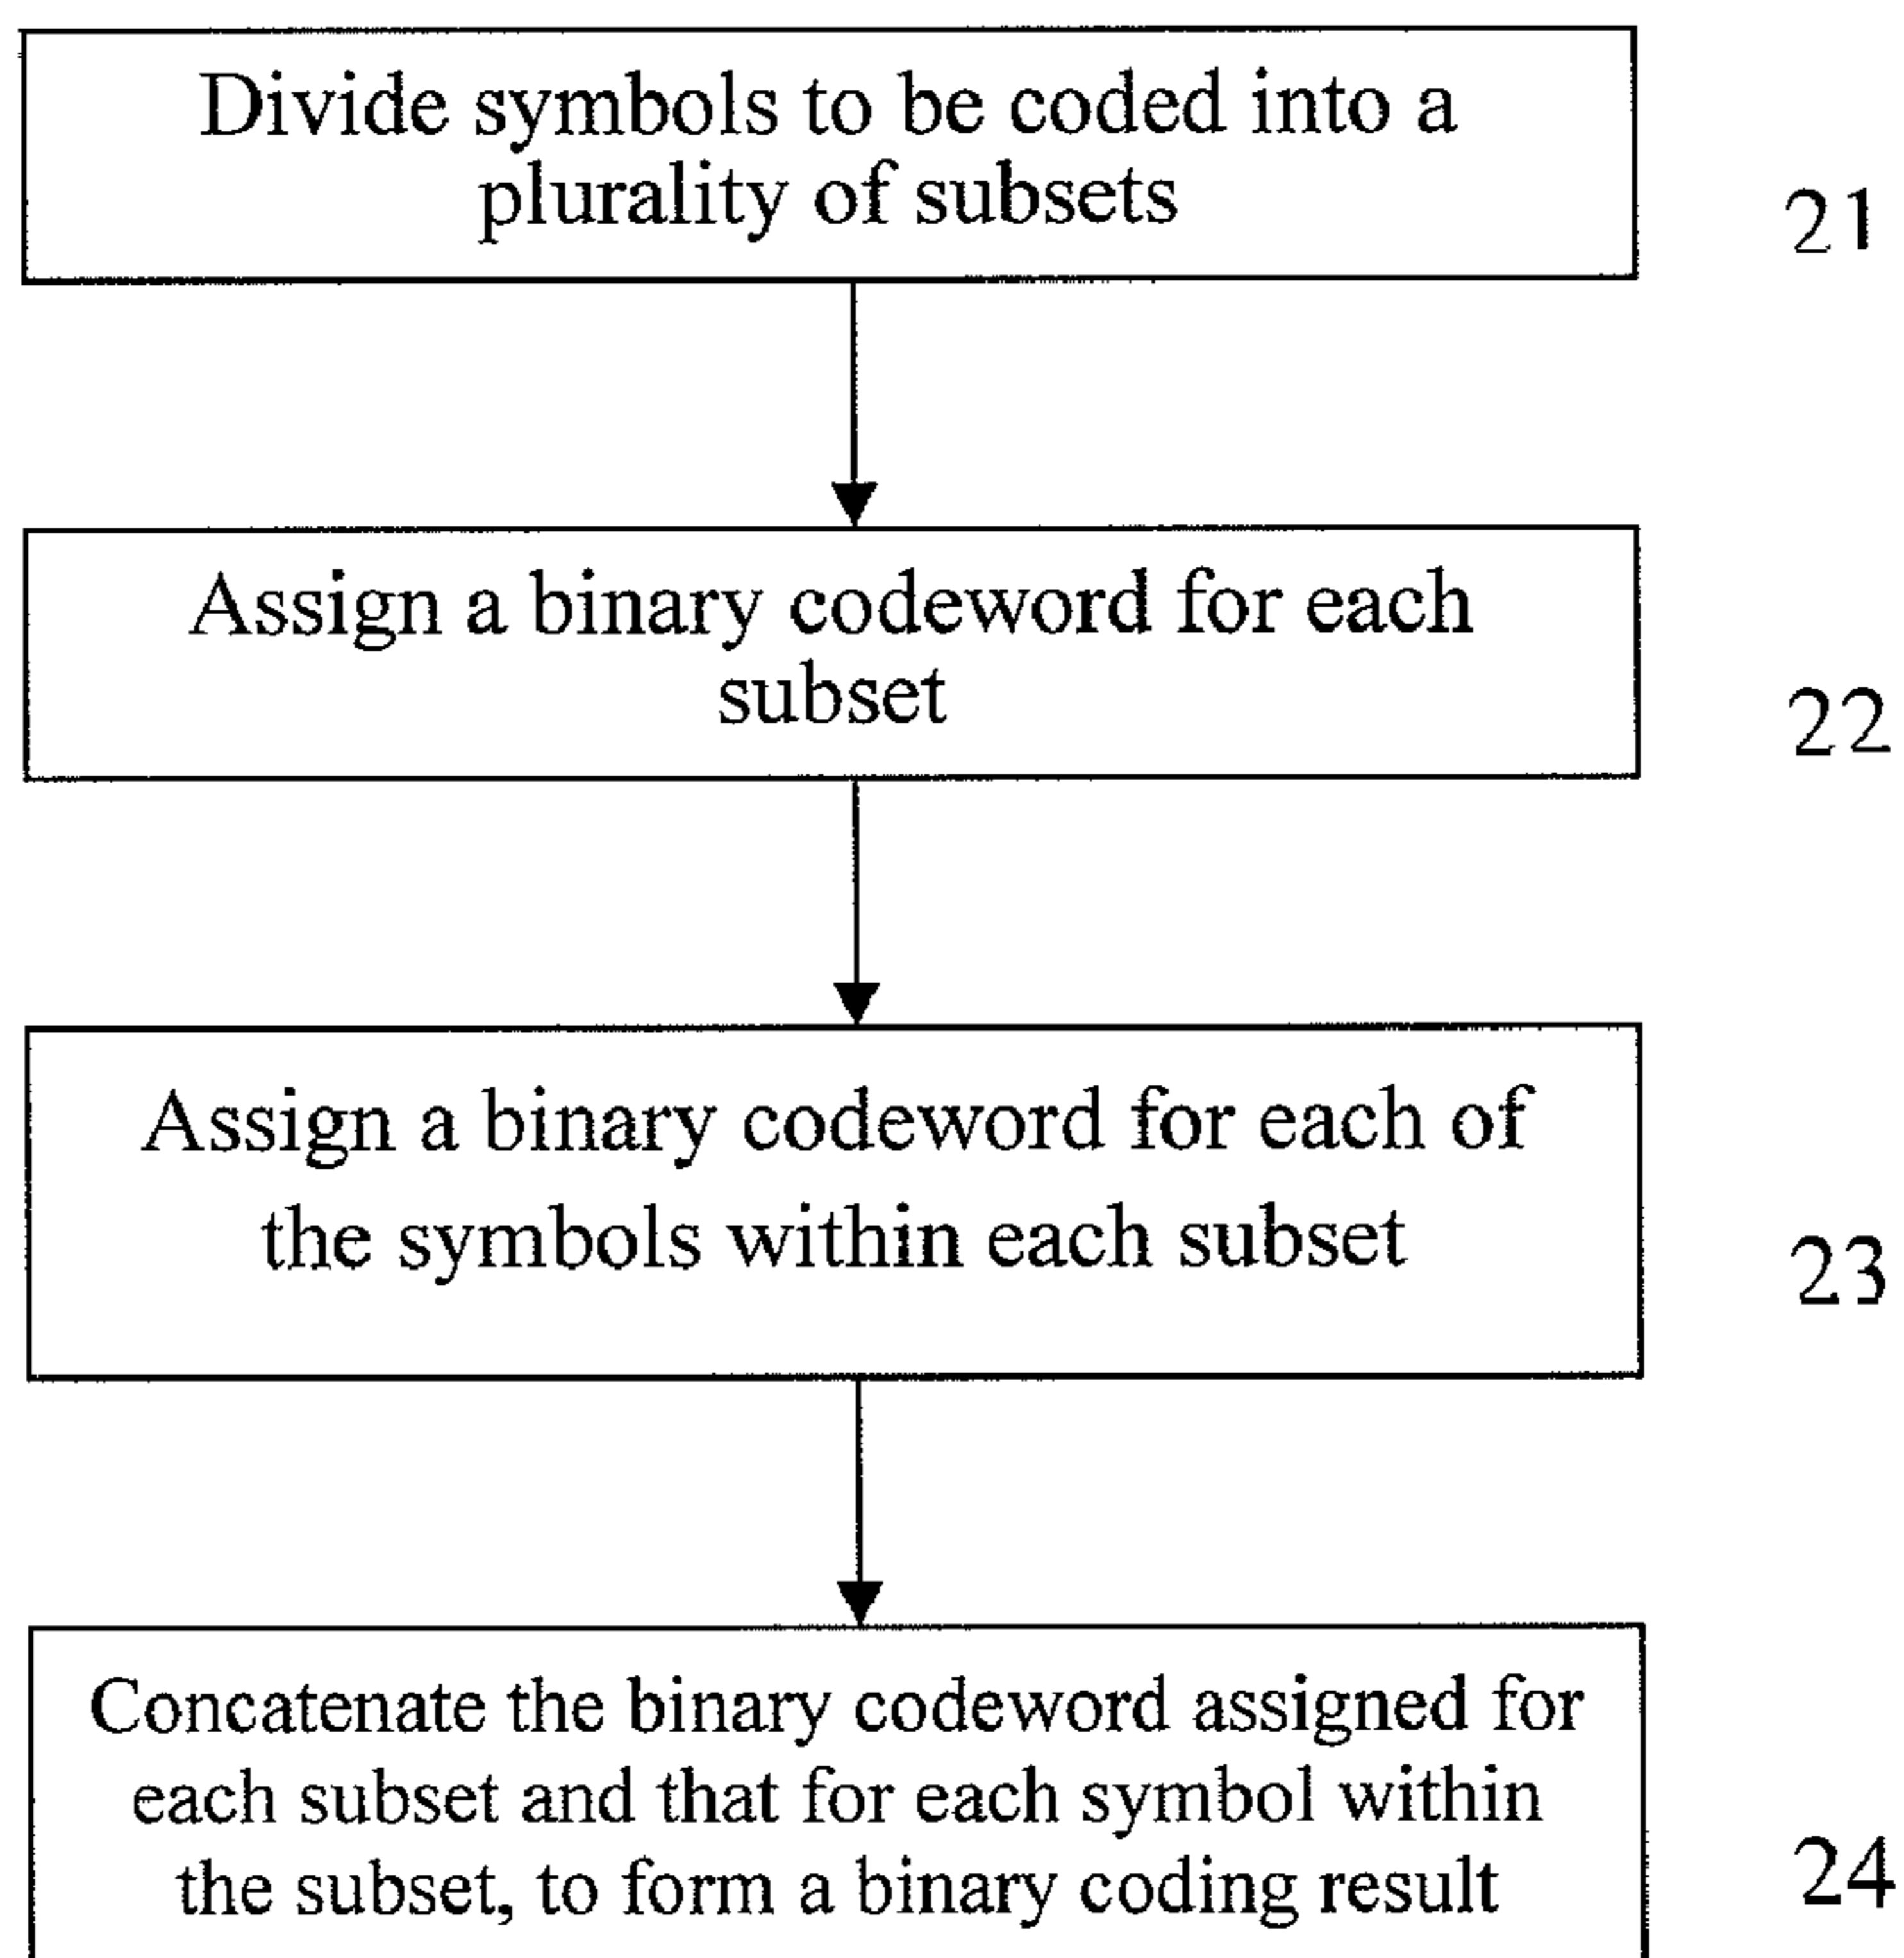 Divide symbols to be coded into a
plurality of subsets
21
Assign a binary codeword for each
subset
22
Assign a binary codeword for each of
the symbols within each subset
23
Concatenate the binary codeword assigned for
each subset and that for each symbol within
the subset, to form a binary coding result
24